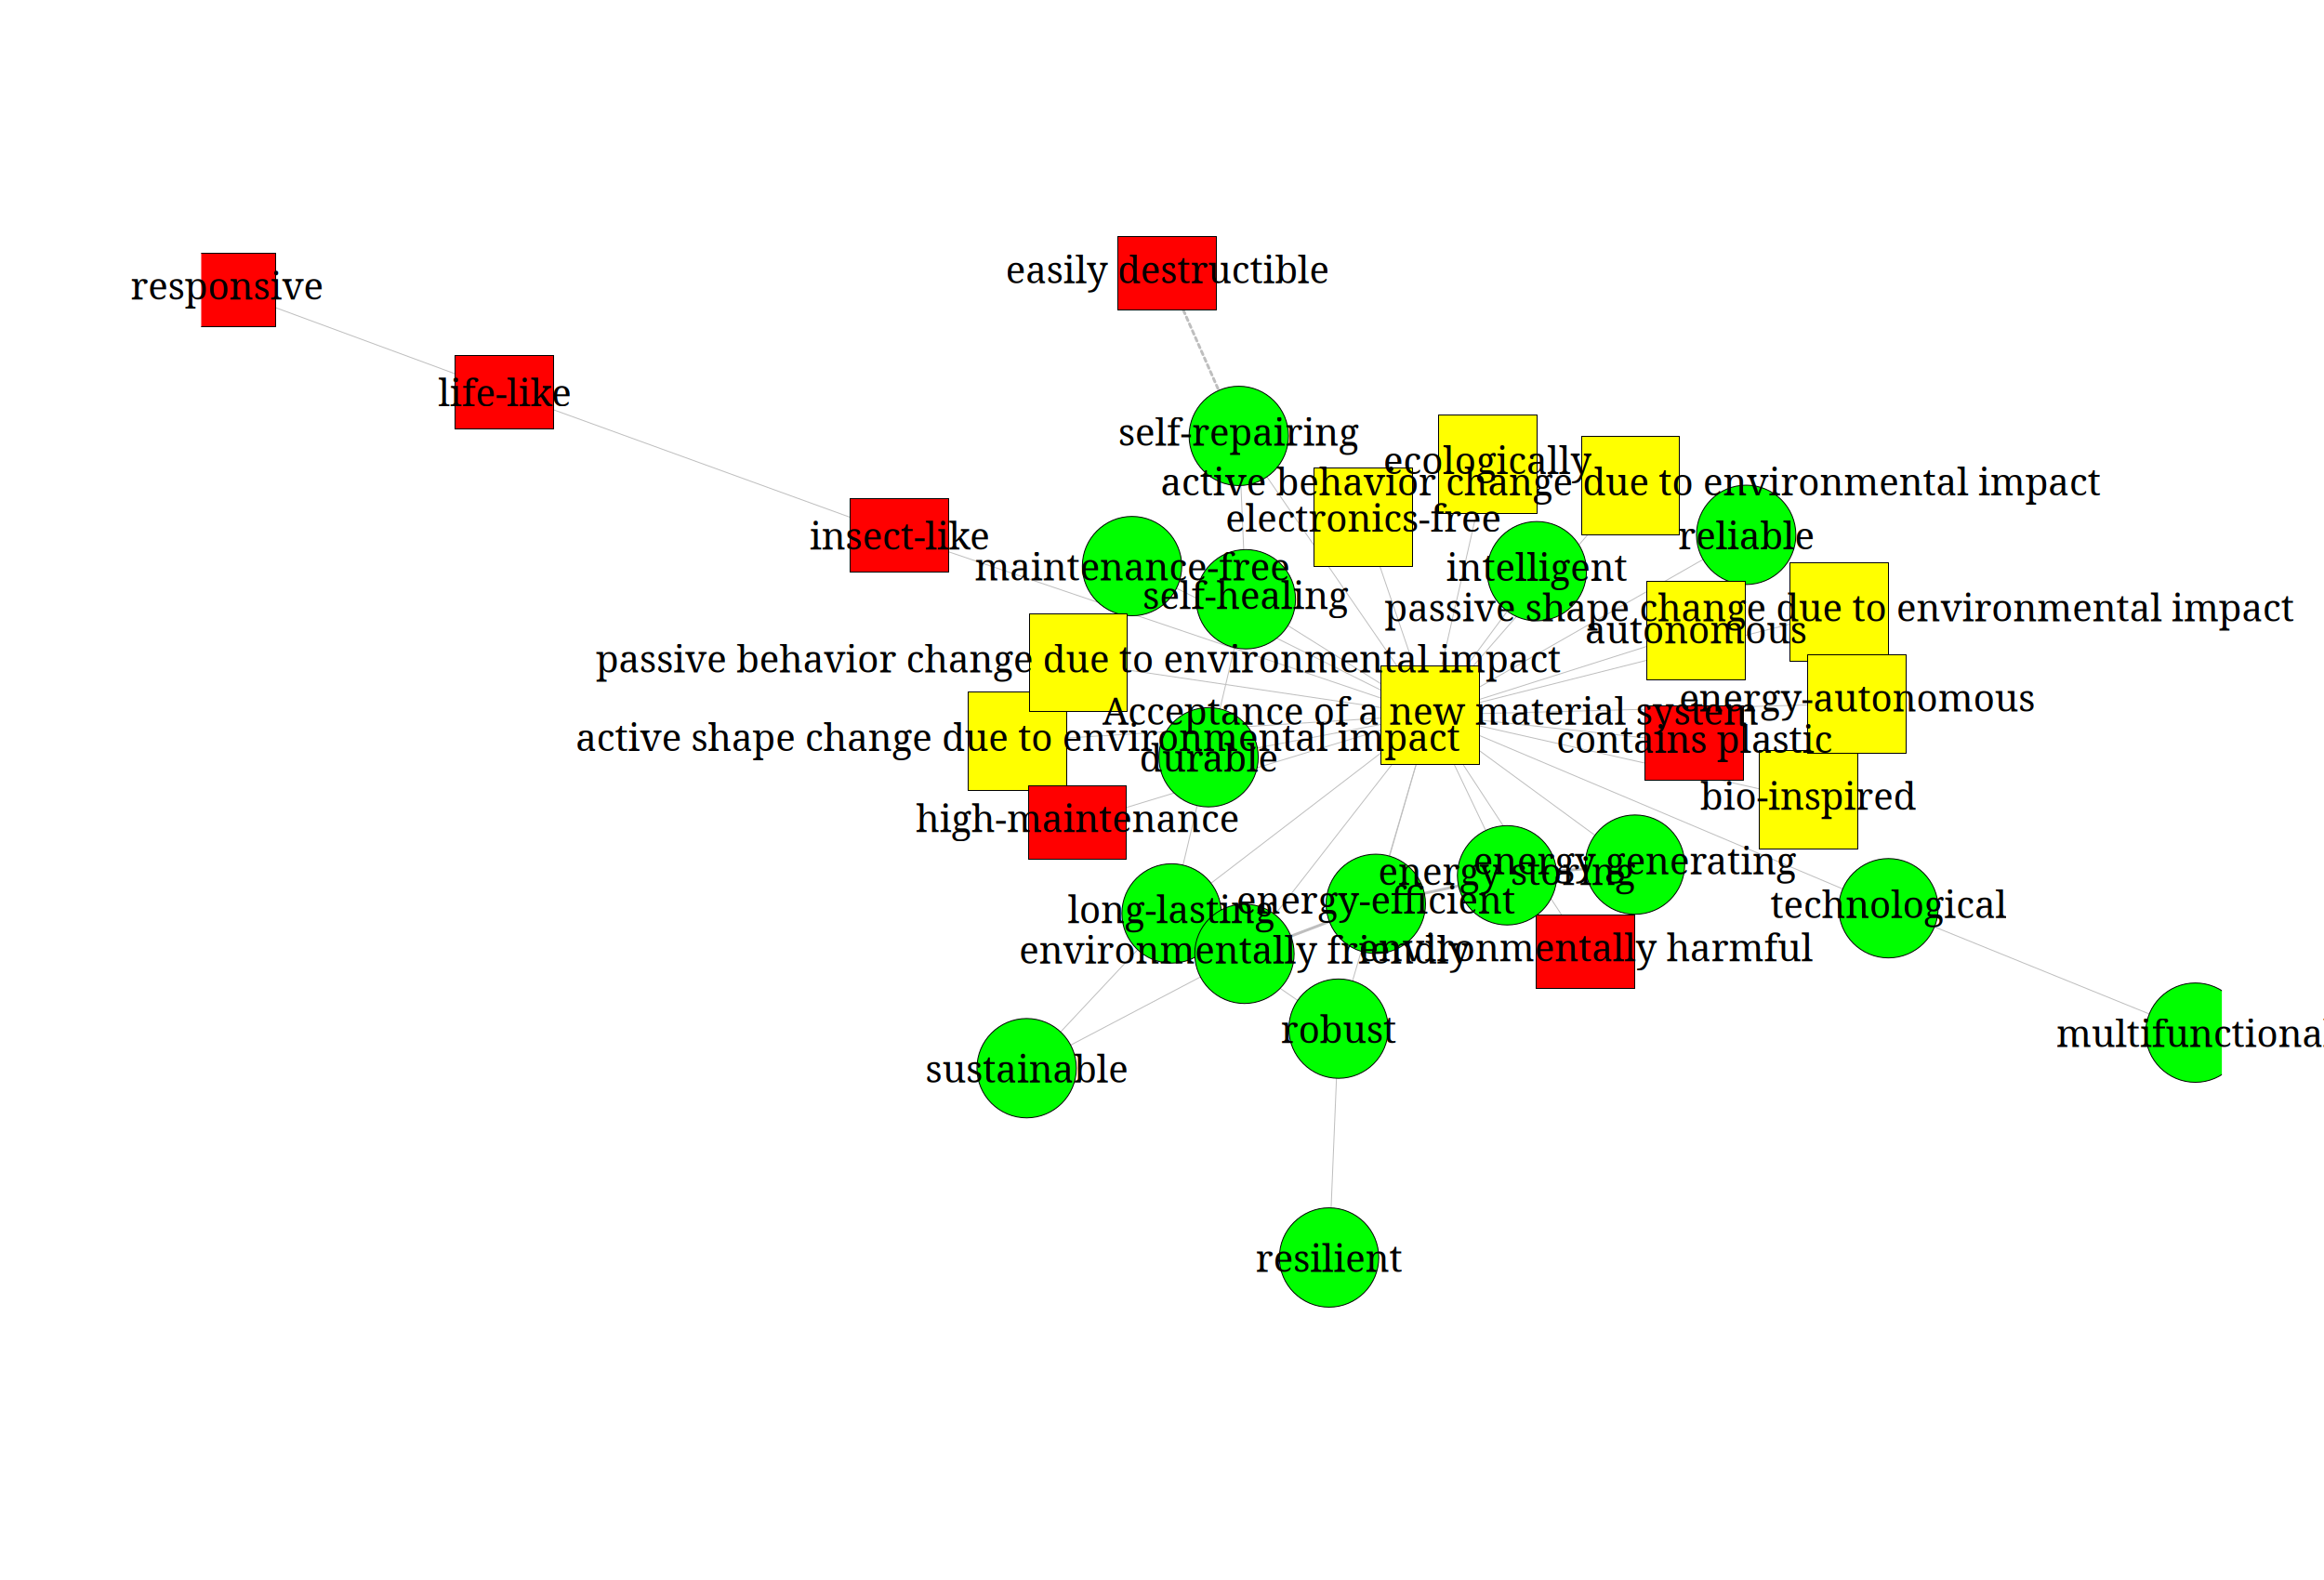 easily destructible
responsive
life-like
self-repairing
ecologically
active behavior change due to environmental impact
electronics-free
insect-like
reliable
maintenance-free
intelligent
self-healing
passive shape change due to environmental impact
autonomous
passive behavior change due to environmental impact
energy-autonomous
Acceptance of a new material system
active shape change due to environmental impact
contains plastic
durable
bio-inspired
high-maintenance
energy generating
energy storing
energy-efficient
technological
long-lasting
environmentally friendly
environmentally harmful
robust
multifunctional
sustainable
resilient